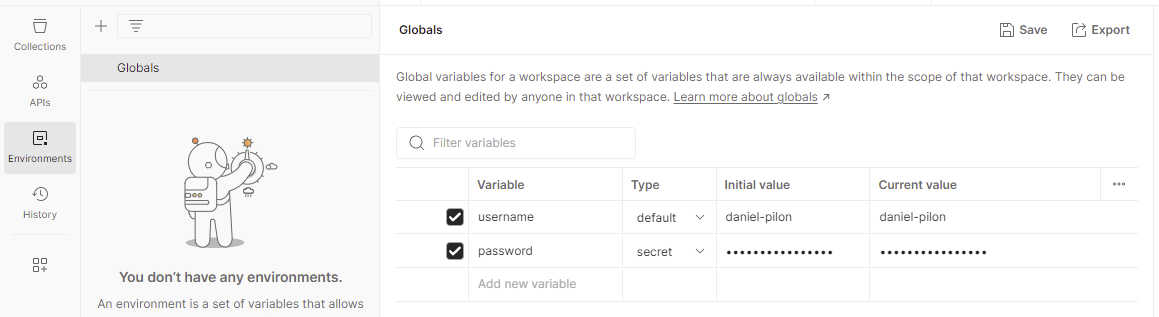 Collections
APIs
Environments
History
Globals
You don’t have any environments.
An environment is a set of variables that allows
Globals
Save
Export
Global variables for a workspace are a set of variables that are always available within the scope of that workspace. They can be
viewed and edited by anyone in that workspace. Learn more about globals ↗
Filter variables
Variable Type Initial value Current value
username default daniel-pilon daniel-pilon
password secret ••••••••••••••• •••••••••••••••
Add new variable